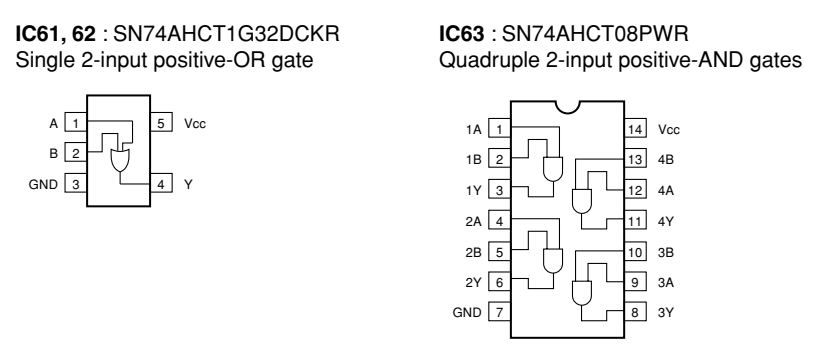 IC61, 62 : SN74AHCT1G32DCKR
Single 2-input positive-OR gate
A 1
5 Vcc
B 2
GND 3
4 Y
IC63 : SN74AHCT08PWR
Quadruple 2-input positive-AND gates
1A 1
14 Vcc
1B 2
13 4B
1Y 3
12 4A
2A 4
11 4Y
2B 5
10 3B
2Y 6
9 3A
GND 7
8 3Y